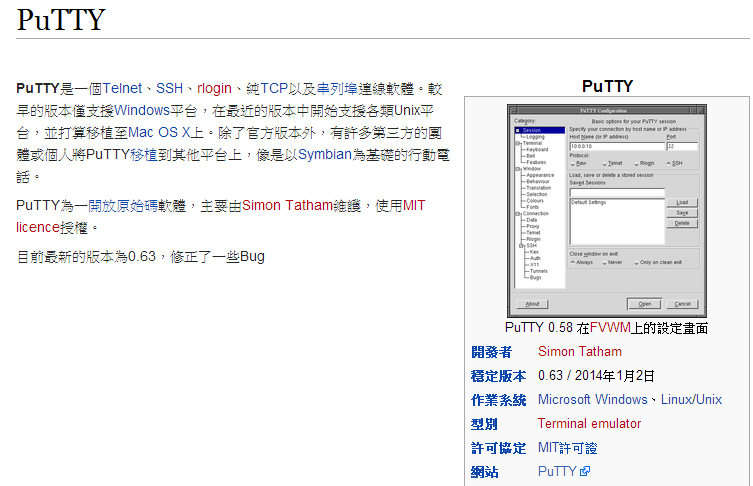 PuTTY
PuTTY是一個Telnet、SSH、rlogin、純TCP以及串列埠連線軟體。較
早的版本僅支援Windows平台，在最近的版本中開始支援各類Unix平
台，並打算移植至Mac OS X上。除了官方版本外，有許多第三方的團
體或個人將PuTTY移植到其他平台上，像是以Symbian為基礎的行動電
話。
PuTTY為一開放原始碼軟體，主要由Simon Tatham維護，使用MIT
licence授權。
目前最新的版本為0.63，修正了一些Bug
PuTTY
PuTTY Configuration
Category:
Session
Logging
Terminal
Keyboard
Bell
Features
Window
Appearance
Behaviour
Translation
Selection
Colours
Fonts
Connection
Data
Proxy
Telnet
Rlogin
SSH
Kex
Auth
X11
Tunnels
Bugs
Basic options for your PuTTY session
Specify your connection by host name or IP address
Host Name (or IP address) Port
10.0.0.10 22
Protocol:
Raw Telnet Rlogin SSH
Load, save or delete a stored session
Saved Sessions
Default Settings
Load
Save
Delete
Close window on exit:
Always Never Only on clean exit
About Open Cancel
PuTTY 0.58 在FVWM上的設定畫面
開發者 Simon Tatham
穩定版本 0.63 / 2014年1月2日
作業系統 Microsoft Windows、Linux/Unix
型別 Terminal emulator
許可協定 MIT許可證
網站 PuTTY